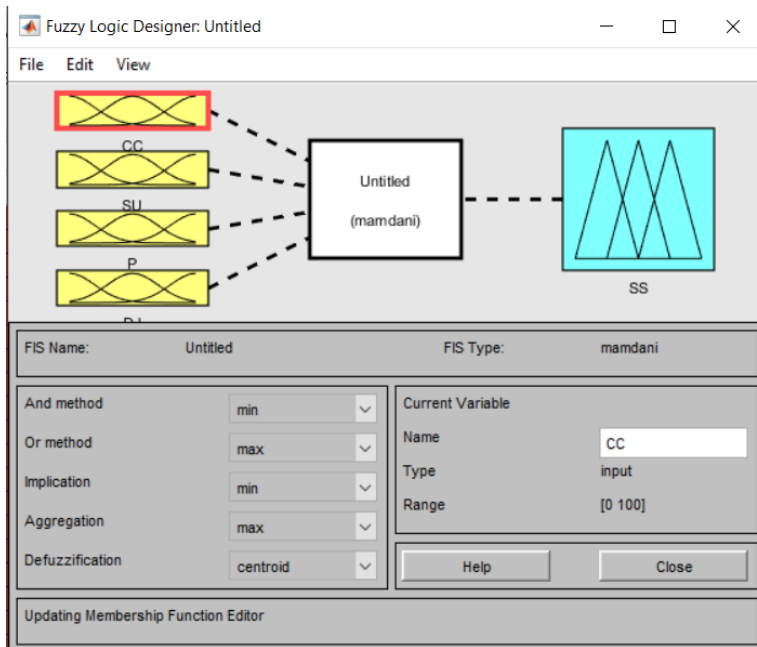 Fuzzy Logic Designer: Untitled
File Edit View
CC
SU
P
Untitled
(mamdani)
SS
FIS Name: Untitled FIS Type: mamdani
And method min
Or method max
Implication min
Aggregation max
Defuzzification centroid
Current Variable
Name CC
Type input
Range [0 100]
Help Close
Updating Membership Function Editor